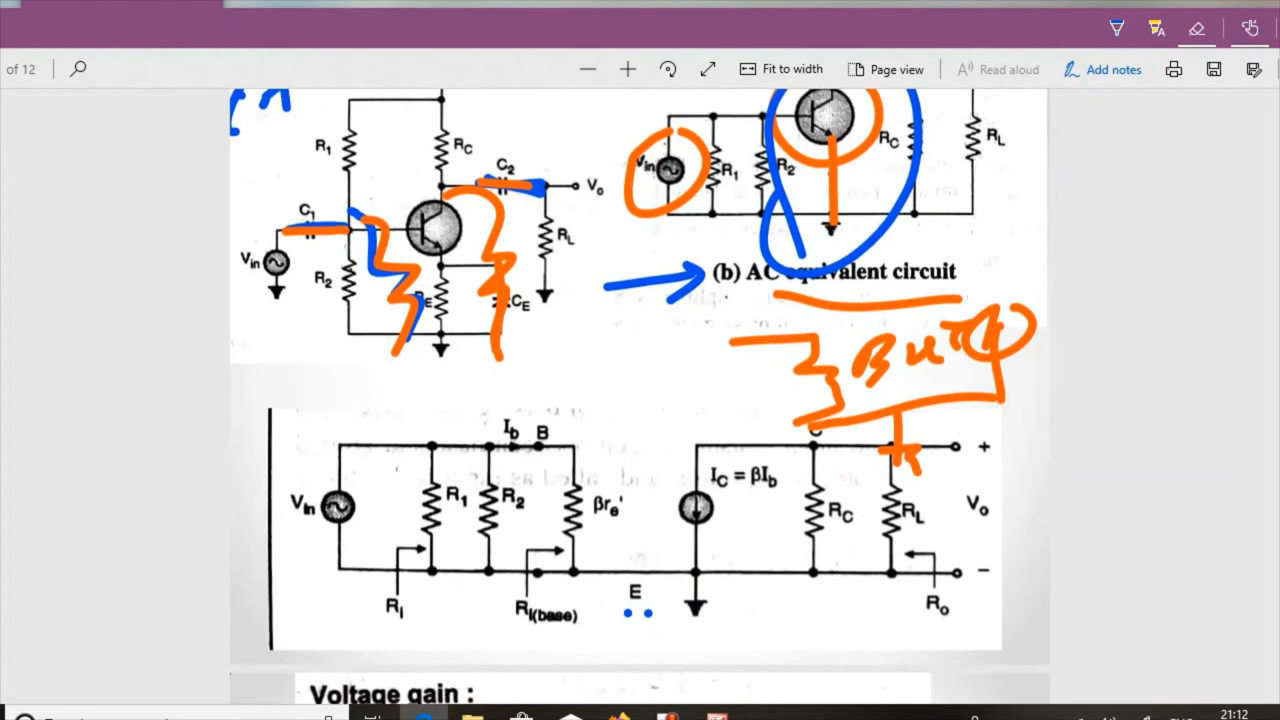 of 12
Fit to width
Page view
Read aloud
Add notes
R1
RC
C2
Vo
C1
RL
Vin
R2
CE
Vin
R1
R2
RC
RL
(b) AC equivalent circuit
Ib B
Vin
R1
R2
βre'
IC = βIb
RC
RL
+
Vo
−
Ri
Ri(base)
E
Ro
Voltage gain :
21:12